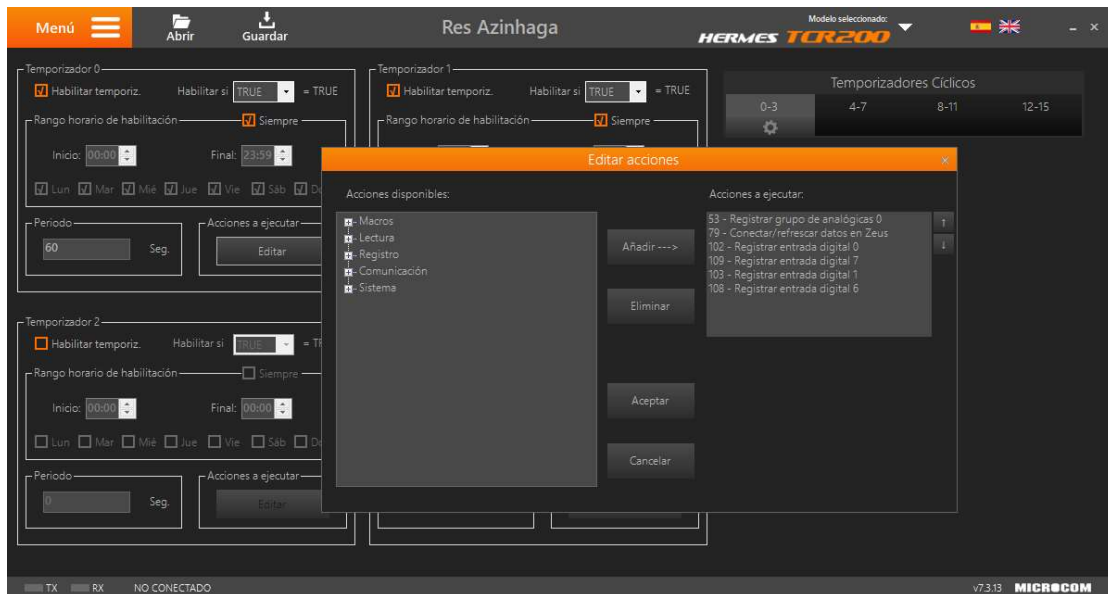 Menú
Abrir
Guardar
Res Azinhaga
Modelo seleccionado:
HERMES TCR200
Temporizador 0
Habilitar temporiz. Habilitar si TRUE = TRUE
Rango horario de habilitación Siempre
Inicio: 00:00 Final: 23:59
Lun Mar Mié Jue Vie Sáb Do
Periodo
60 Seg.
Acciones a ejecutar
Editar
Temporizador 1
Habilitar temporiz. Habilitar si TRUE = TRUE
Rango horario de habilitación Siempre
Temporizadores Cíclicos
0-3 4-7 8-11 12-15
Editar acciones
Acciones disponibles:
Macros
Lectura
Registro
Comunicación
Sistema
Añadir --->
Eliminar
Aceptar
Cancelar
Acciones a ejecutar:
53 - Registrar grupo de analógicas 0
79 - Conectar/refrescar datos en Zeus
102 - Registrar entrada digital 0
109 - Registrar entrada digital 7
103 - Registrar entrada digital 1
108 - Registrar entrada digital 6
Temporizador 2
Habilitar temporiz. Habilitar si TRUE = TR
Rango horario de habilitación Siempre
Inicio: 00:00 Final: 00:00
Lun Mar Mié Jue Vie Sáb Do
Periodo
0 Seg.
Acciones a ejecutar
Editar
TX RX NO CONECTADO
v7.3.13 MICROCOM